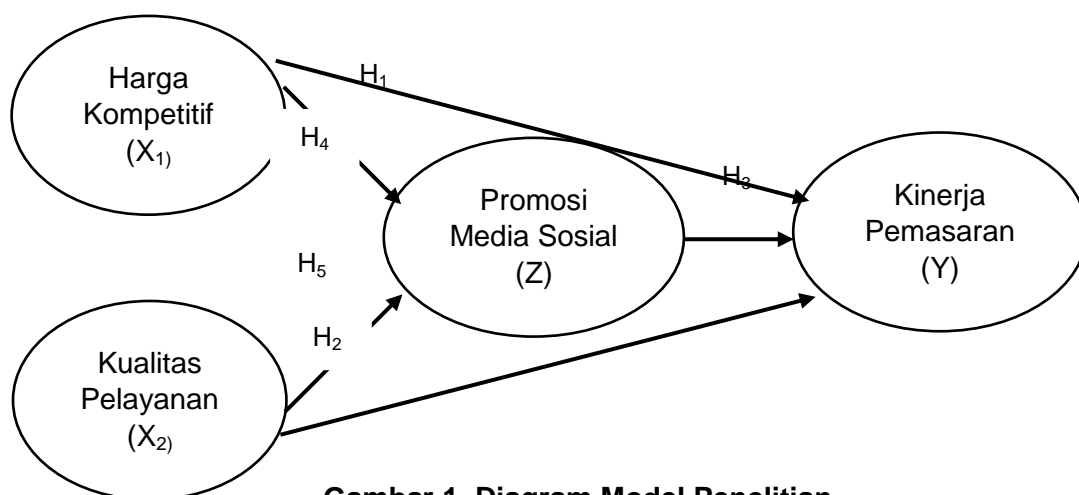 Harga
Kompetitif
(X₁)
H₁
H₄
Promosi
Media Sosial
(Z)
H₃
Kinerja
Pemasaran
(Y)
H₅
H₂
Kualitas
Pelayanan
(X₂)
Gambar 1. Diagram Model Penelitian